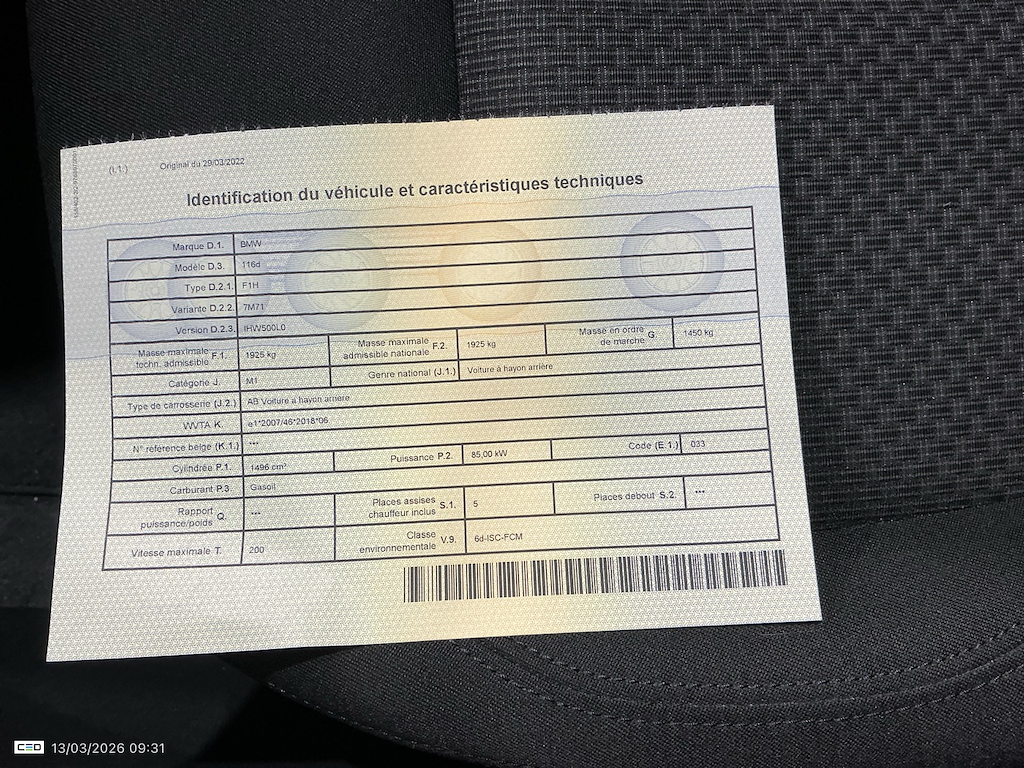 (I.1:) Original du 29/03/2022
Identification du véhicule et caractéristiques techniques
Marque D.1. BMW
Modèle D.3. 116d
Type D.2.1. F1H
Variante D.2.2. 7M71
Version D.2.3. IHW500L0
Masse maximale techn. admissible F.1. 1925 kg Masse maximale admissible nationale F.2. 1925 kg Masse en ordre de marche G. 1450 kg
Catégorie J. M1 Genre national (J.1.) Voiture à hayon arrière
Type de carrosserie (J.2.) AB Voiture à hayon arrière
WVTA K. e1*2007/46*2018*06
N° référence belge (K.1.) ***
Cylindrée P.1. 1496 cm³ Puissance P.2. 85,00 kW Code (E.1.) 033
Carburant P.3. Gasoil
Rapport puissance/poids Q. *** Places assises chauffeur inclus S.1. 5 Places debout S.2. ***
Vitesse maximale T. 200 Classe environnementale V.9. 6d-ISC-FCM
CEO 13/03/2026 09:31